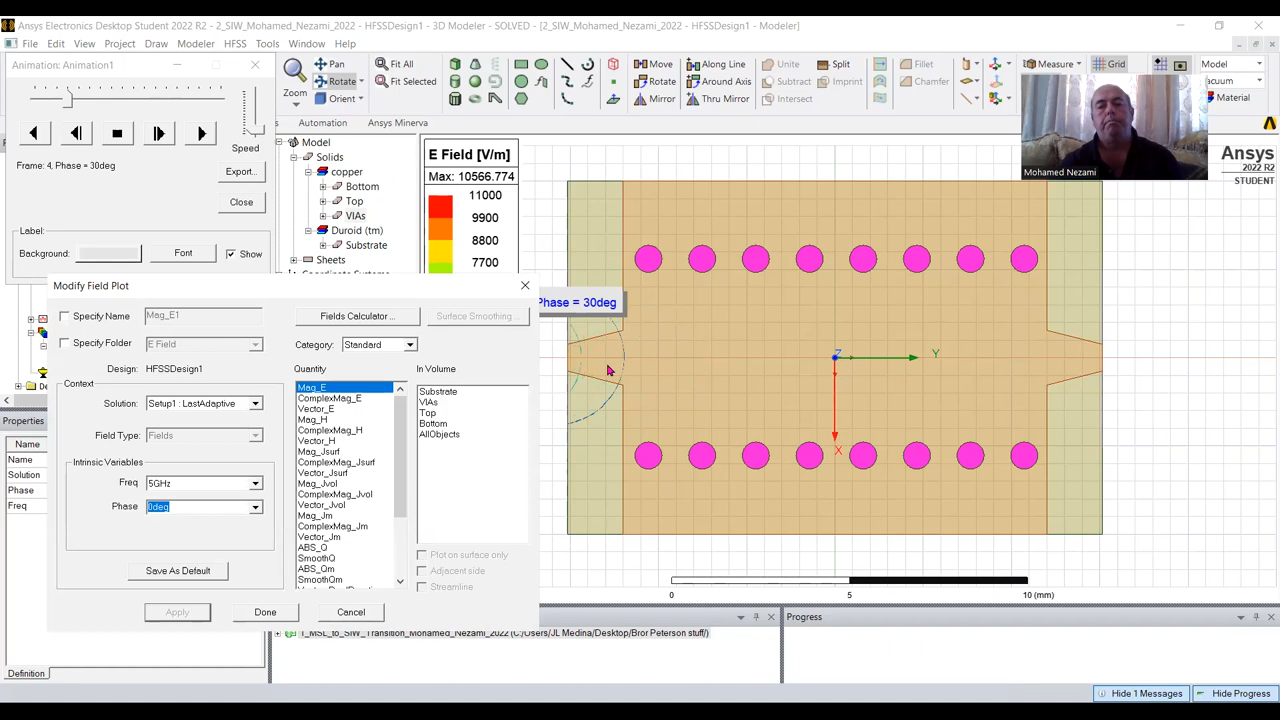 Ansys Electronics Desktop Student 2022 R2 - 2_SIW_Mohamed_Nezami_2022 - HFSSDesign1 - 3D Modeler - SOLVED - [2_SIW_Mohamed_Nezami_2022 - HFSSDesign1 - Modeler]
File Edit View Project Draw Modeler HFSS Tools Window Help
Animation: Animation1
Zoom
Pan
Rotate
Orient
Fit All
Fit Selected
Move
Rotate
Mirror
Along Line
Around Axis
Thru Mirror
Unite
Subtract
Intersect
Split
Imprint
Fillet
Chamfer
Measure
Grid
Model
Material
Automation Ansys Minerva
Speed
Frame: 4, Phase = 30deg
Export...
Close
Label:
Background:
Font
Show
Model
Solids
copper
Bottom
Top
VIAs
Duroid (tm)
Substrate
Sheets
E Field [V/m]
Max: 10566.774
11000
9900
8800
7700
Mohamed Nezami
Ansys
2022 R2
STUDENT
Phase = 30deg
Z
Y
X
0 5 10 (mm)
Modify Field Plot
Specify Name Mag_E1
Specify Folder E Field
Design: HFSSDesign1
Context
Solution: Setup1 : LastAdaptive
Field Type: Fields
Intrinsic Variables
Freq 5GHz
Phase 0deg
Save As Default
Fields Calculator ...
Surface Smoothing ...
Category: Standard
Quantity
Mag_E
ComplexMag_E
Vector_E
Mag_H
ComplexMag_H
Vector_H
Mag_Jsurf
ComplexMag_Jsurf
Vector_Jsurf
Mag_Jvol
ComplexMag_Jvol
Vector_Jvol
Mag_Jm
ComplexMag_Jm
Vector_Jm
ABS_Q
SmoothQ
ABS_Qm
SmoothQm
In Volume
Substrate
VIAs
Top
Bottom
AllObjects
Plot on surface only
Adjacent side
Streamline
Apply
Done
Cancel
Properties
Name
Name
Solution
Phase
Freq
Definition
1_MSL_to_SIW_Transition_Mohamed_Nezami_2022 (C:/Users/JL Medina/Desktop/Bror Peterson stuff/)
Progress
Hide 1 Messages
Hide Progress